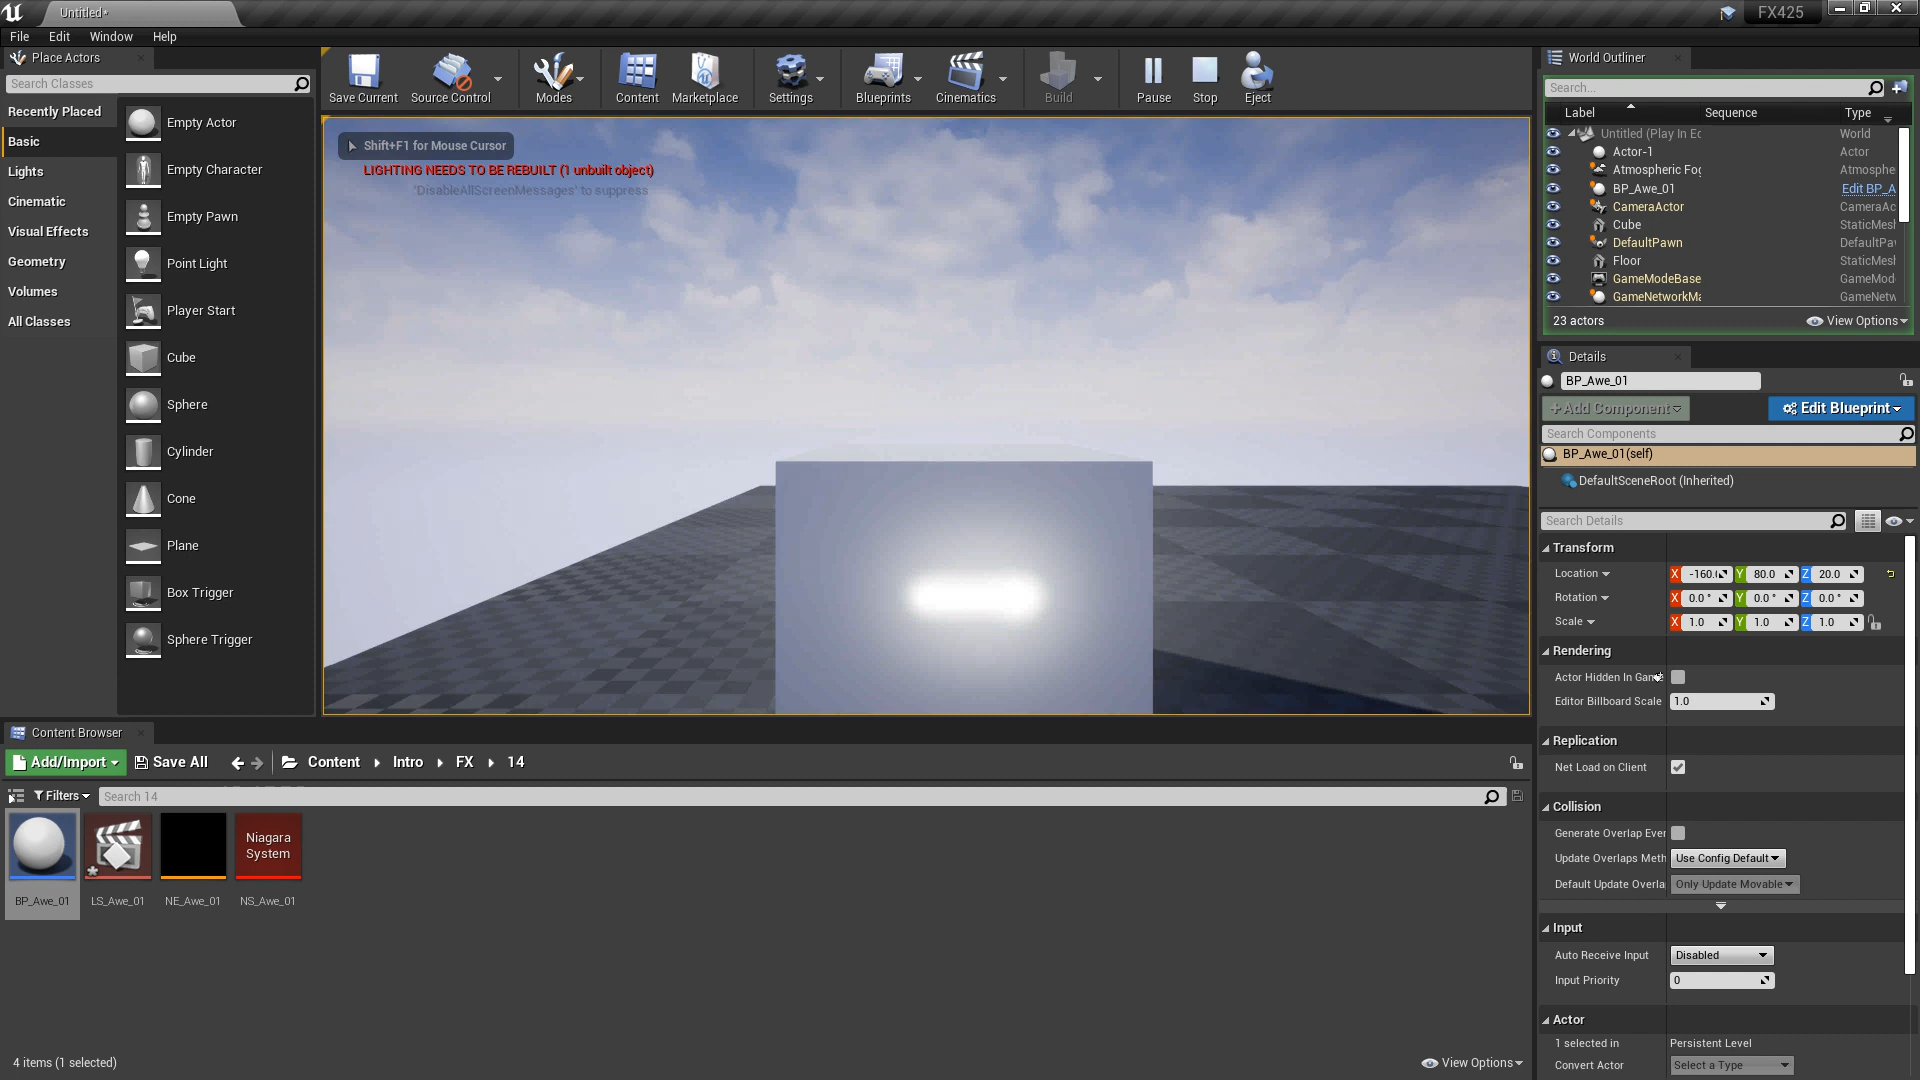 Untitled*
FX425
File
Edit
Window
Help
Place Actors
Search Classes
Recently Placed
Basic
Lights
Cinematic
Visual Effects
Geometry
Volumes
All Classes
Empty Actor
Empty Character
Empty Pawn
Point Light
Player Start
Cube
Sphere
Cylinder
Cone
Plane
Box Trigger
Sphere Trigger
Save Current
Source Control
Modes
Content
Marketplace
Settings
Blueprints
Cinematics
Build
Pause
Stop
Eject
Shift+F1 for Mouse Cursor
LIGHTING NEEDS TO BE REBUILT (1 unbuilt object)
'DisableAllScreenMessages' to suppress
World Outliner
Search...
Label Sequence Type
Untitled (Play In Ec World
Actor-1 Actor
Atmospheric Fog Atmosphe
BP_Awe_01 Edit BP_A
CameraActor CameraAc
Cube StaticMesl
DefaultPawn DefaultPav
Floor StaticMesl
GameModeBase GameMod
GameNetworkMa GameNetw
23 actors
View Options
Details
BP_Awe_01
+Add Component
Edit Blueprint
Search Components
BP_Awe_01(self)
DefaultSceneRoot (Inherited)
Search Details
Transform
Location X -160.( Y 80.0 Z 20.0
Rotation X 0.0 ° Y 0.0 ° Z 0.0 °
Scale X 1.0 Y 1.0 Z 1.0
Rendering
Actor Hidden In Game
Editor Billboard Scale 1.0
Replication
Net Load on Client
Collision
Generate Overlap Ever
Update Overlaps Meth Use Config Default
Default Update Overla Only Update Movable
Input
Auto Receive Input Disabled
Input Priority 0
Actor
1 selected in Persistent Level
Convert Actor Select a Type
Content Browser
Add/Import
Save All
Content
Intro
FX
14
Filters
Search 14
Niagara
System
BP_Awe_01
LS_Awe_01
NE_Awe_01
NS_Awe_01
4 items (1 selected)
View Options